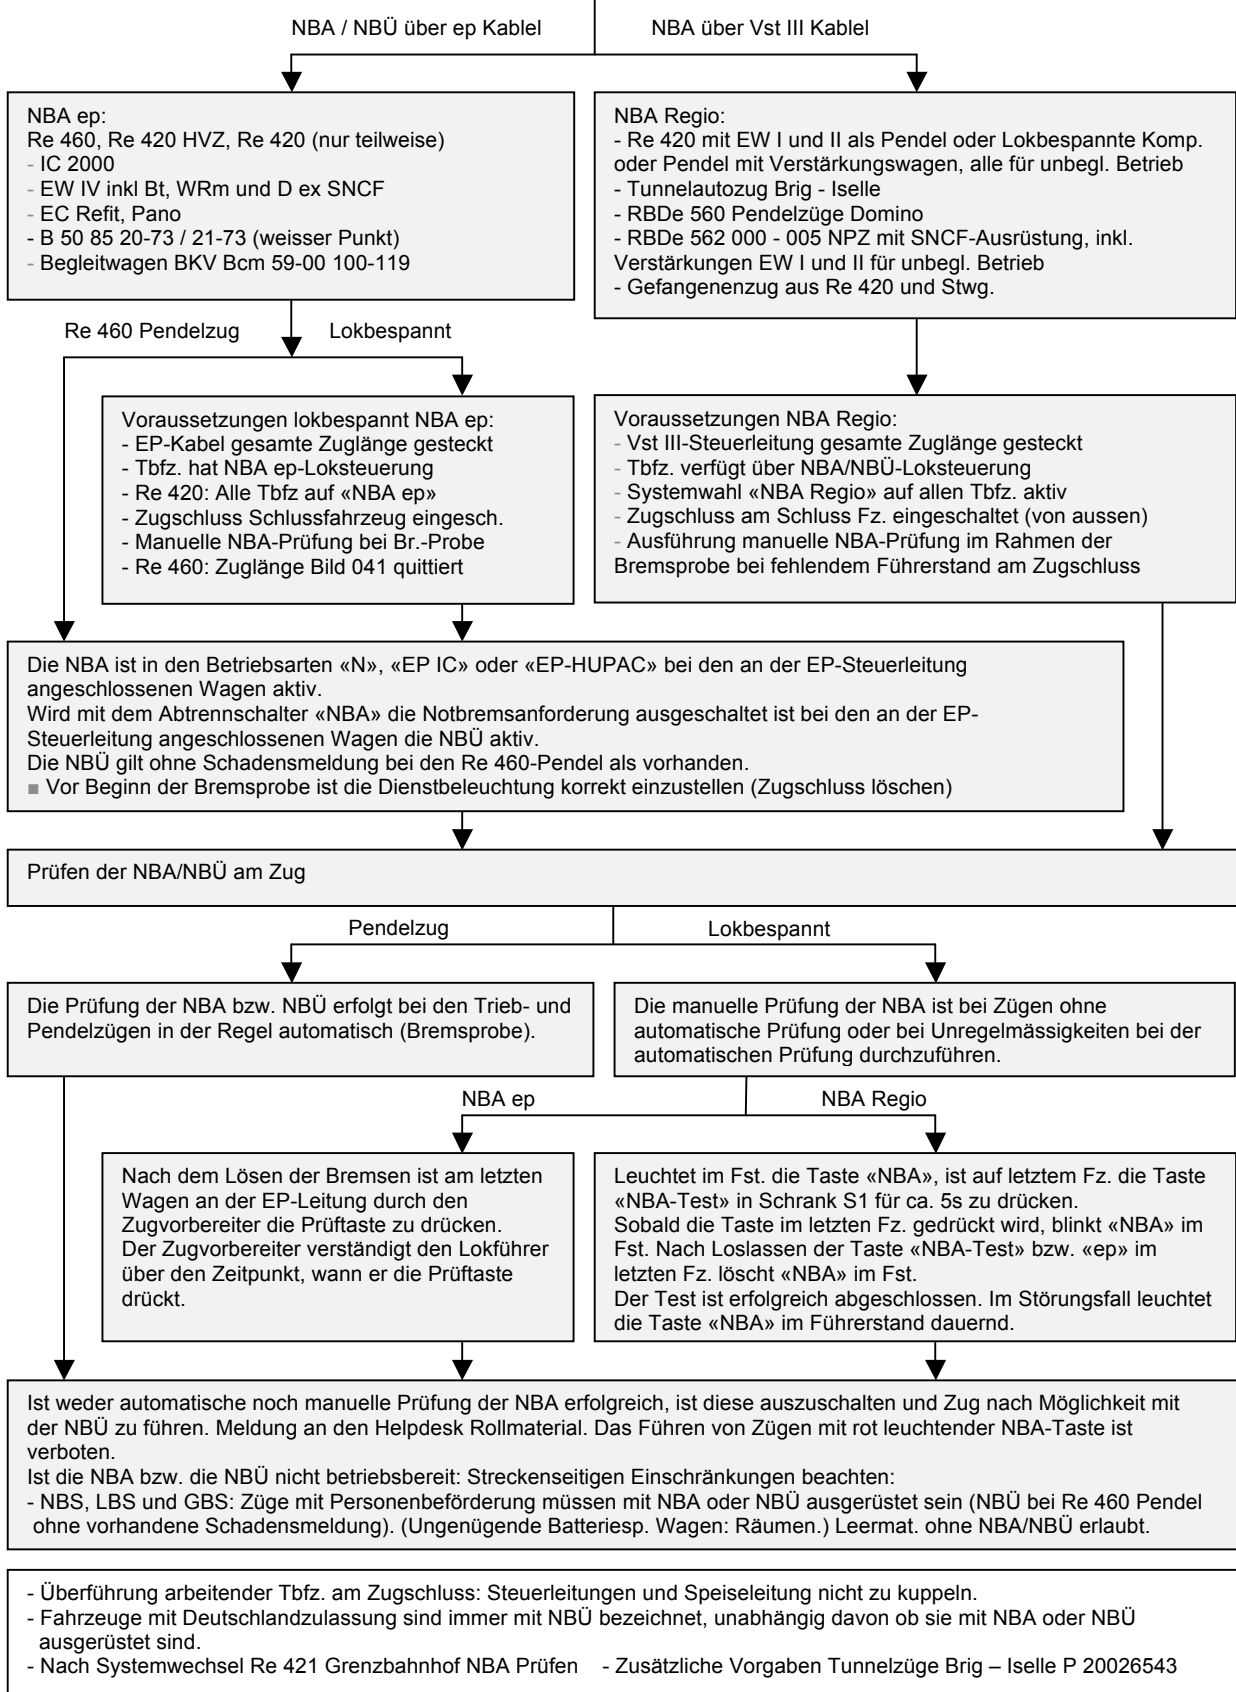 NBA / NBÜ über ep Kablel
NBA über Vst III Kablel
NBA ep:
Re 460, Re 420 HVZ, Re 420 (nur teilweise)
- IC 2000
- EW IV inkl Bt, WRm und D ex SNCF
- EC Refit, Pano
- B 50 85 20-73 / 21-73 (weisser Punkt)
- Begleitwagen BKV Bcm 59-00 100-119
NBA Regio:
- Re 420 mit EW I und II als Pendel oder Lokbespannte Komp.
oder Pendel mit Verstärkungswagen, alle für unbegl. Betrieb
- Tunnelautozug Brig - Iselle
- RBDe 560 Pendelzüge Domino
- RBDe 562 000 - 005 NPZ mit SNCF-Ausrüstung, inkl.
Verstärkungen EW I und II für unbegl. Betrieb
- Gefangenenzug aus Re 420 und Stwg.
Re 460 Pendelzug
Lokbespannt
Voraussetzungen lokbespannt NBA ep:
- EP-Kabel gesamte Zuglänge gesteckt
- Tbfz. hat NBA ep-Loksteuerung
- Re 420: Alle Tbfz auf «NBA ep»
- Zugschluss Schlussfahrzeug eingesch.
- Manuelle NBA-Prüfung bei Br.-Probe
- Re 460: Zuglänge Bild 041 quittiert
Voraussetzungen NBA Regio:
- Vst III-Steuerleitung gesamte Zuglänge gesteckt
- Tbfz. verfügt über NBA/NBÜ-Loksteuerung
- Systemwahl «NBA Regio» auf allen Tbfz. aktiv
- Zugschluss am Schluss Fz. eingeschaltet (von aussen)
- Ausführung manuelle NBA-Prüfung im Rahmen der
Bremsprobe bei fehlendem Führerstand am Zugschluss
Die NBA ist in den Betriebsarten «N», «EP IC» oder «EP-HUPAC» bei den an der EP-Steuerleitung
angeschlossenen Wagen aktiv.
Wird mit dem Abtrennschalter «NBA» die Notbremsanforderung ausgeschaltet ist bei den an der EP-
Steuerleitung angeschlossenen Wagen die NBÜ aktiv.
Die NBÜ gilt ohne Schadensmeldung bei den Re 460-Pendel als vorhanden.
■ Vor Beginn der Bremsprobe ist die Dienstbeleuchtung korrekt einzustellen (Zugschluss löschen)
Prüfen der NBA/NBÜ am Zug
Pendelzug
Lokbespannt
Die Prüfung der NBA bzw. NBÜ erfolgt bei den Trieb- und
Pendelzügen in der Regel automatisch (Bremsprobe).
Die manuelle Prüfung der NBA ist bei Zügen ohne
automatische Prüfung oder bei Unregelmässigkeiten bei der
automatischen Prüfung durchzuführen.
NBA ep
NBA Regio
Nach dem Lösen der Bremsen ist am letzten
Wagen an der EP-Leitung durch den
Zugvorbereiter die Prüftaste zu drücken.
Der Zugvorbereiter verständigt den Lokführer
über den Zeitpunkt, wann er die Prüftaste
drückt.
Leuchtet im Fst. die Taste «NBA», ist auf letztem Fz. die Taste
«NBA-Test» in Schrank S1 für ca. 5s zu drücken.
Sobald die Taste im letzten Fz. gedrückt wird, blinkt «NBA» im
Fst. Nach Loslassen der Taste «NBA-Test» bzw. «ep» im
letzten Fz. löscht «NBA» im Fst.
Der Test ist erfolgreich abgeschlossen. Im Störungsfall leuchtet
die Taste «NBA» im Führerstand dauernd.
Ist weder automatische noch manuelle Prüfung der NBA erfolgreich, ist diese auszuschalten und Zug nach Möglichkeit mit
der NBÜ zu führen. Meldung an den Helpdesk Rollmaterial. Das Führen von Zügen mit rot leuchtender NBA-Taste ist
verboten.
Ist die NBA bzw. die NBÜ nicht betriebsbereit: Streckenseitigen Einschränkungen beachten:
- NBS, LBS und GBS: Züge mit Personenbeförderung müssen mit NBA oder NBÜ ausgerüstet sein (NBÜ bei Re 460 Pendel
ohne vorhandene Schadensmeldung). (Ungenügende Batteriesp. Wagen: Räumen.) Leermat. ohne NBA/NBÜ erlaubt.
- Überführung arbeitender Tbfz. am Zugschluss: Steuerleitungen und Speiseleitung nicht zu kuppeln.
- Fahrzeuge mit Deutschlandzulassung sind immer mit NBÜ bezeichnet, unabhängig davon ob sie mit NBA oder NBÜ
ausgerüstet sind.
- Nach Systemwechsel Re 421 Grenzbahnhof NBA Prüfen - Zusätzliche Vorgaben Tunnelzüge Brig – Iselle P 20026543